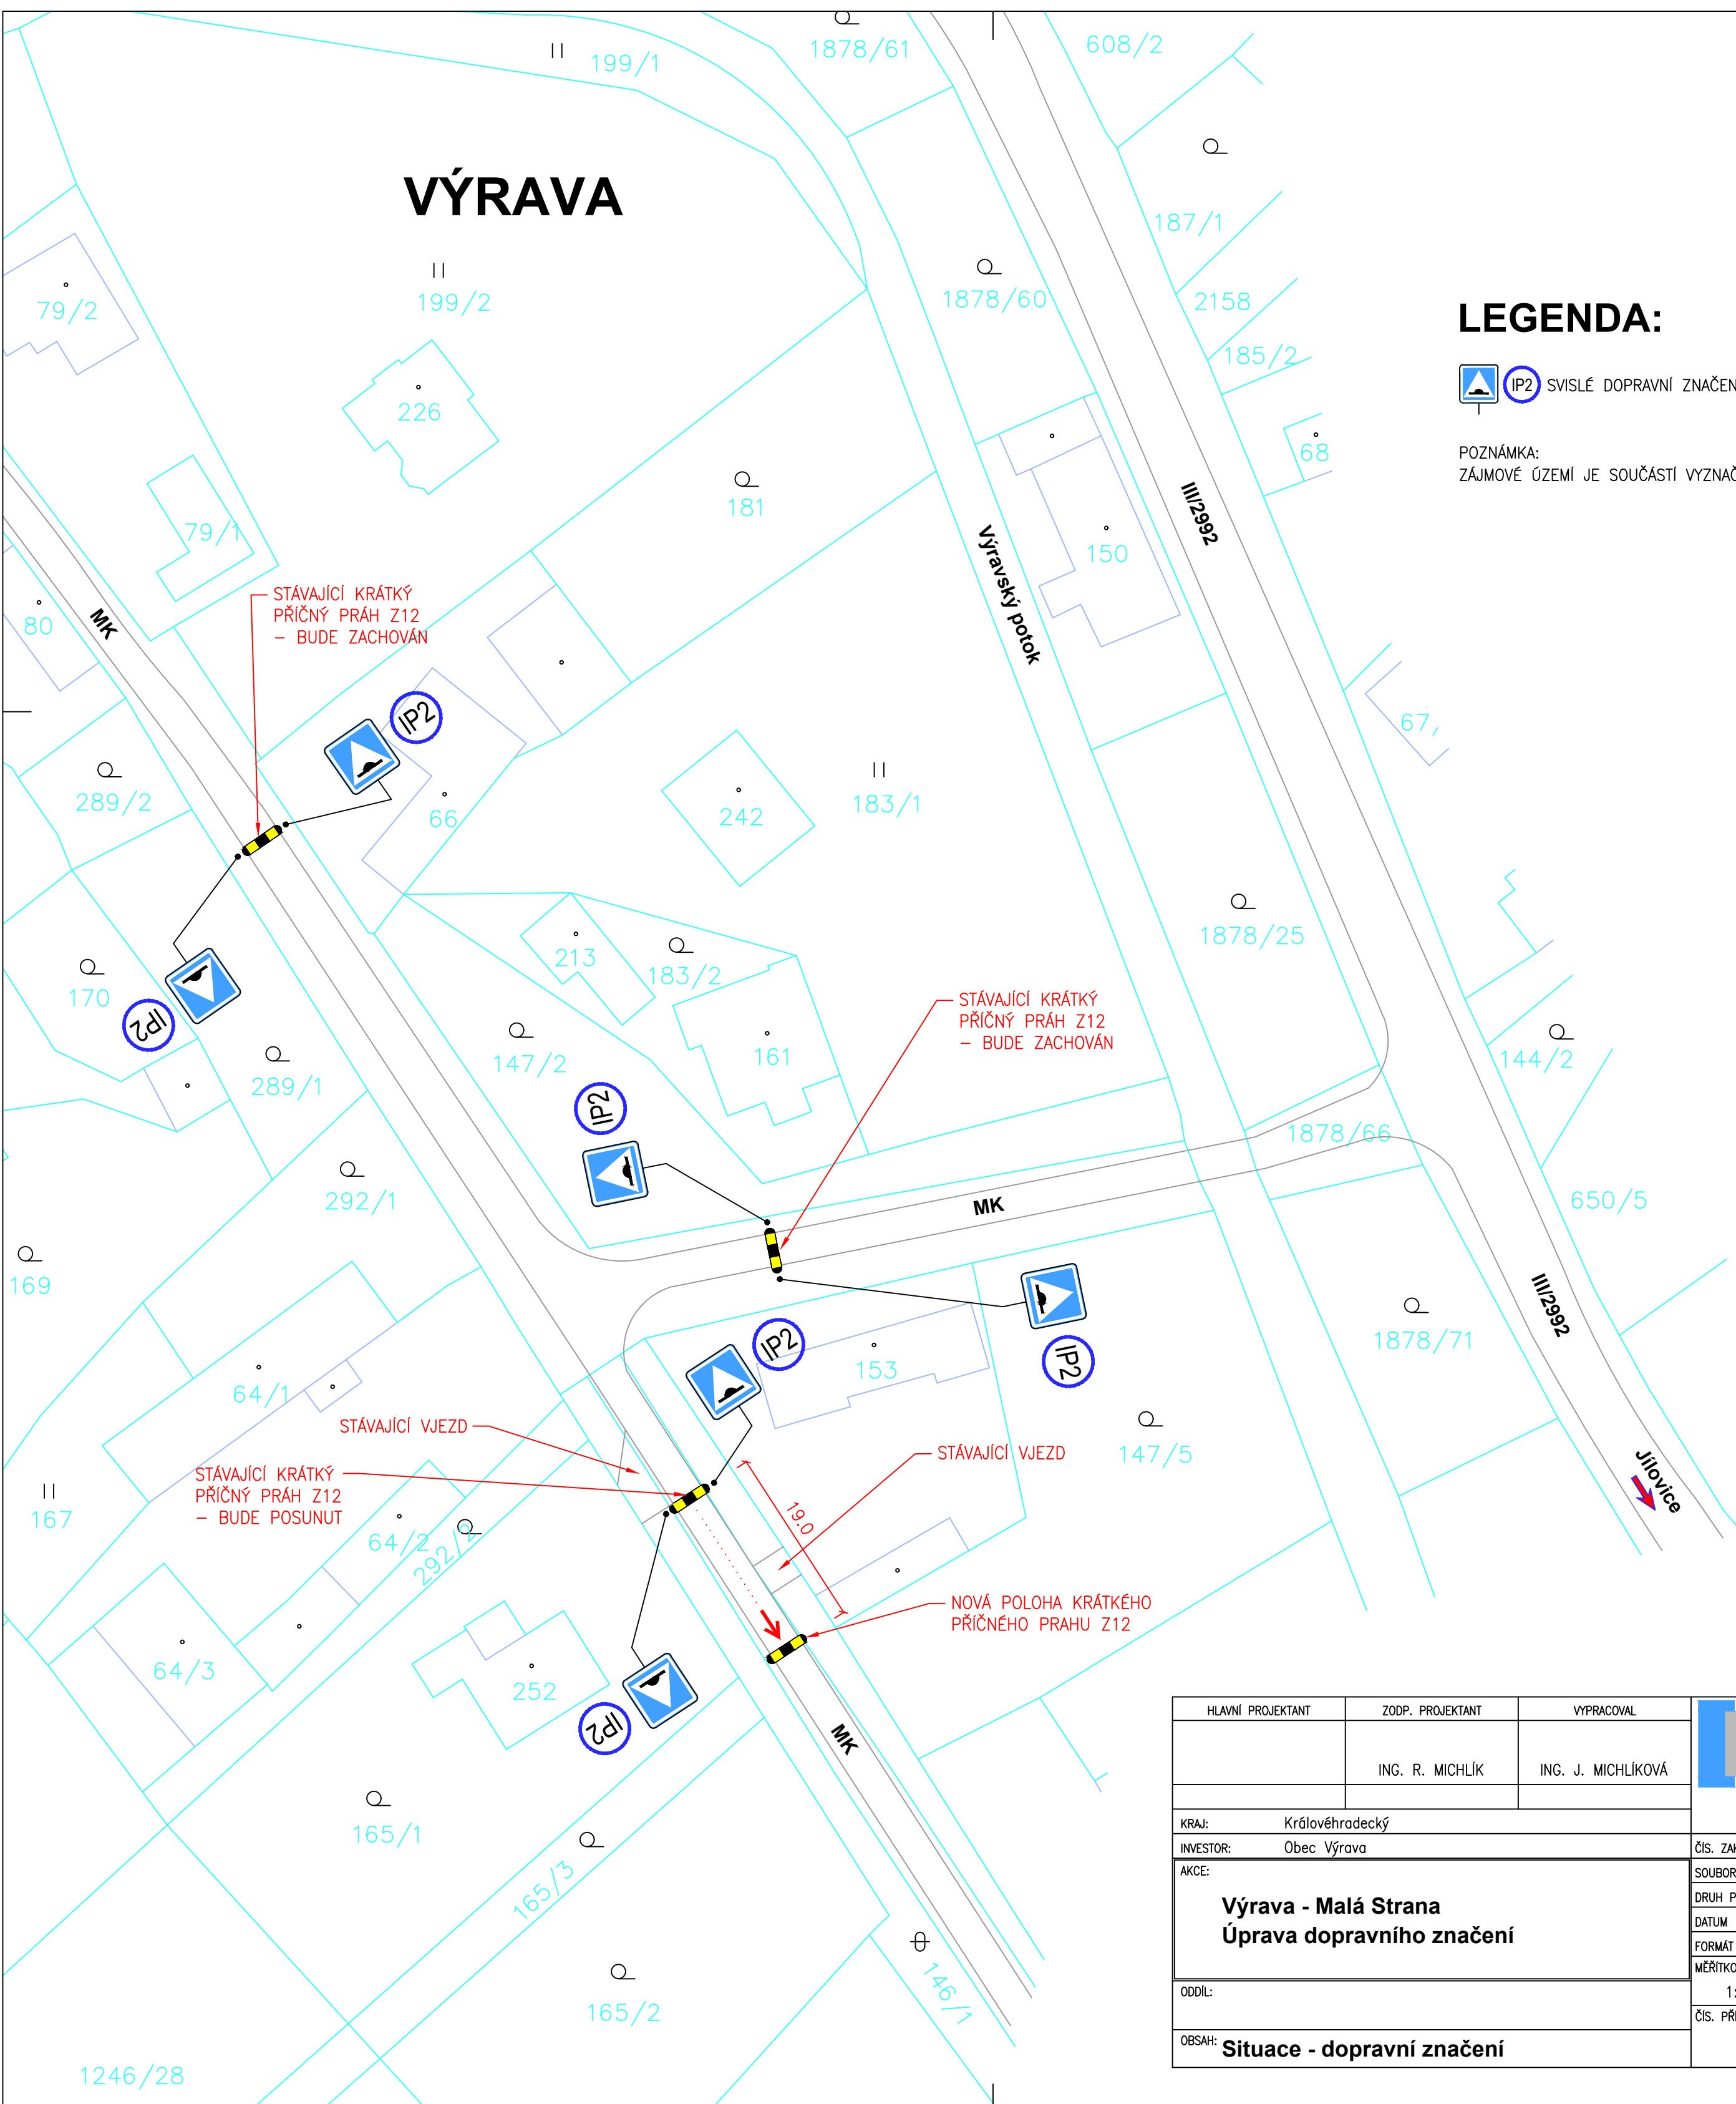 199/1
1878/61
608/2
VÝRAVA
187/1
199/2
1878/60
2158
79/2
185/2
LEGENDA:
IP2 SVISLÉ DOPRAVNÍ
226
68
POZNÁMKA:
ZÁJMOVÉ ÚZEMÍ JE SOUČÁSTÍ
181
III/2992
79/1
Výravský potok
150
STÁVAJÍCÍ KRÁTKÝ
PŘÍČNÝ PRÁH Z12
– BUDE ZACHOVÁN
80
MK
IP2
289/2
66
242
183/1
1878/25
213
183/2
170
IP2
STÁVAJÍCÍ KRÁTKÝ
PŘÍČNÝ PRÁH Z12
– BUDE ZACHOVÁN
147/2
161
144/2
289/1
IP2
1878/66
292/1
MK
650/5
169
III/2992
IP2
153
IP2
1878/71
64/1
STÁVAJÍCÍ VJEZD
STÁVAJÍCÍ VJEZD
147/5
STÁVAJÍCÍ KRÁTKÝ
PŘÍČNÝ PRÁH Z12
– BUDE POSUNUT
Jílovice
167
19.0
64/2
292/2
NOVÁ POLOHA KRÁTKÉHO
PŘÍČNÉHO PRAHU Z12
64/3
252
IP2
MK
165/1
165/3
146/1
165/2
1246/28
HLAVNÍ PROJEKTANT ZODP. PROJEKTANT VYPRACOVAL
ING. R. MICHLÍK ING. J. MICHLÍKOVÁ
KRAJ: Královéhradecký
INVESTOR: Obec Výrava
ČÍS.
AKCE:
SOUBOR
Výrava - Malá Strana
DRUH
Úprava dopravního značení
DATUM
FORMÁT
MĚŘÍTKO
ODDÍL:
1:
ČÍS.
OBSAH: Situace - dopravní značení